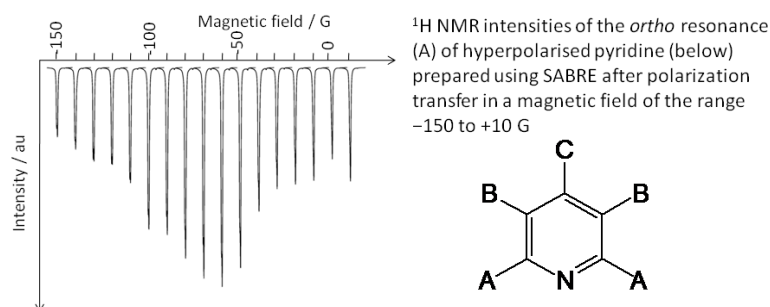 Magnetic field / G
-150
-100
-50
0
Intensity / au
¹H NMR intensities of the ortho resonance
(A) of hyperpolarised pyridine (below)
prepared using SABRE after polarization
transfer in a magnetic field of the range
−150 to +10 G
C
B B
A N A